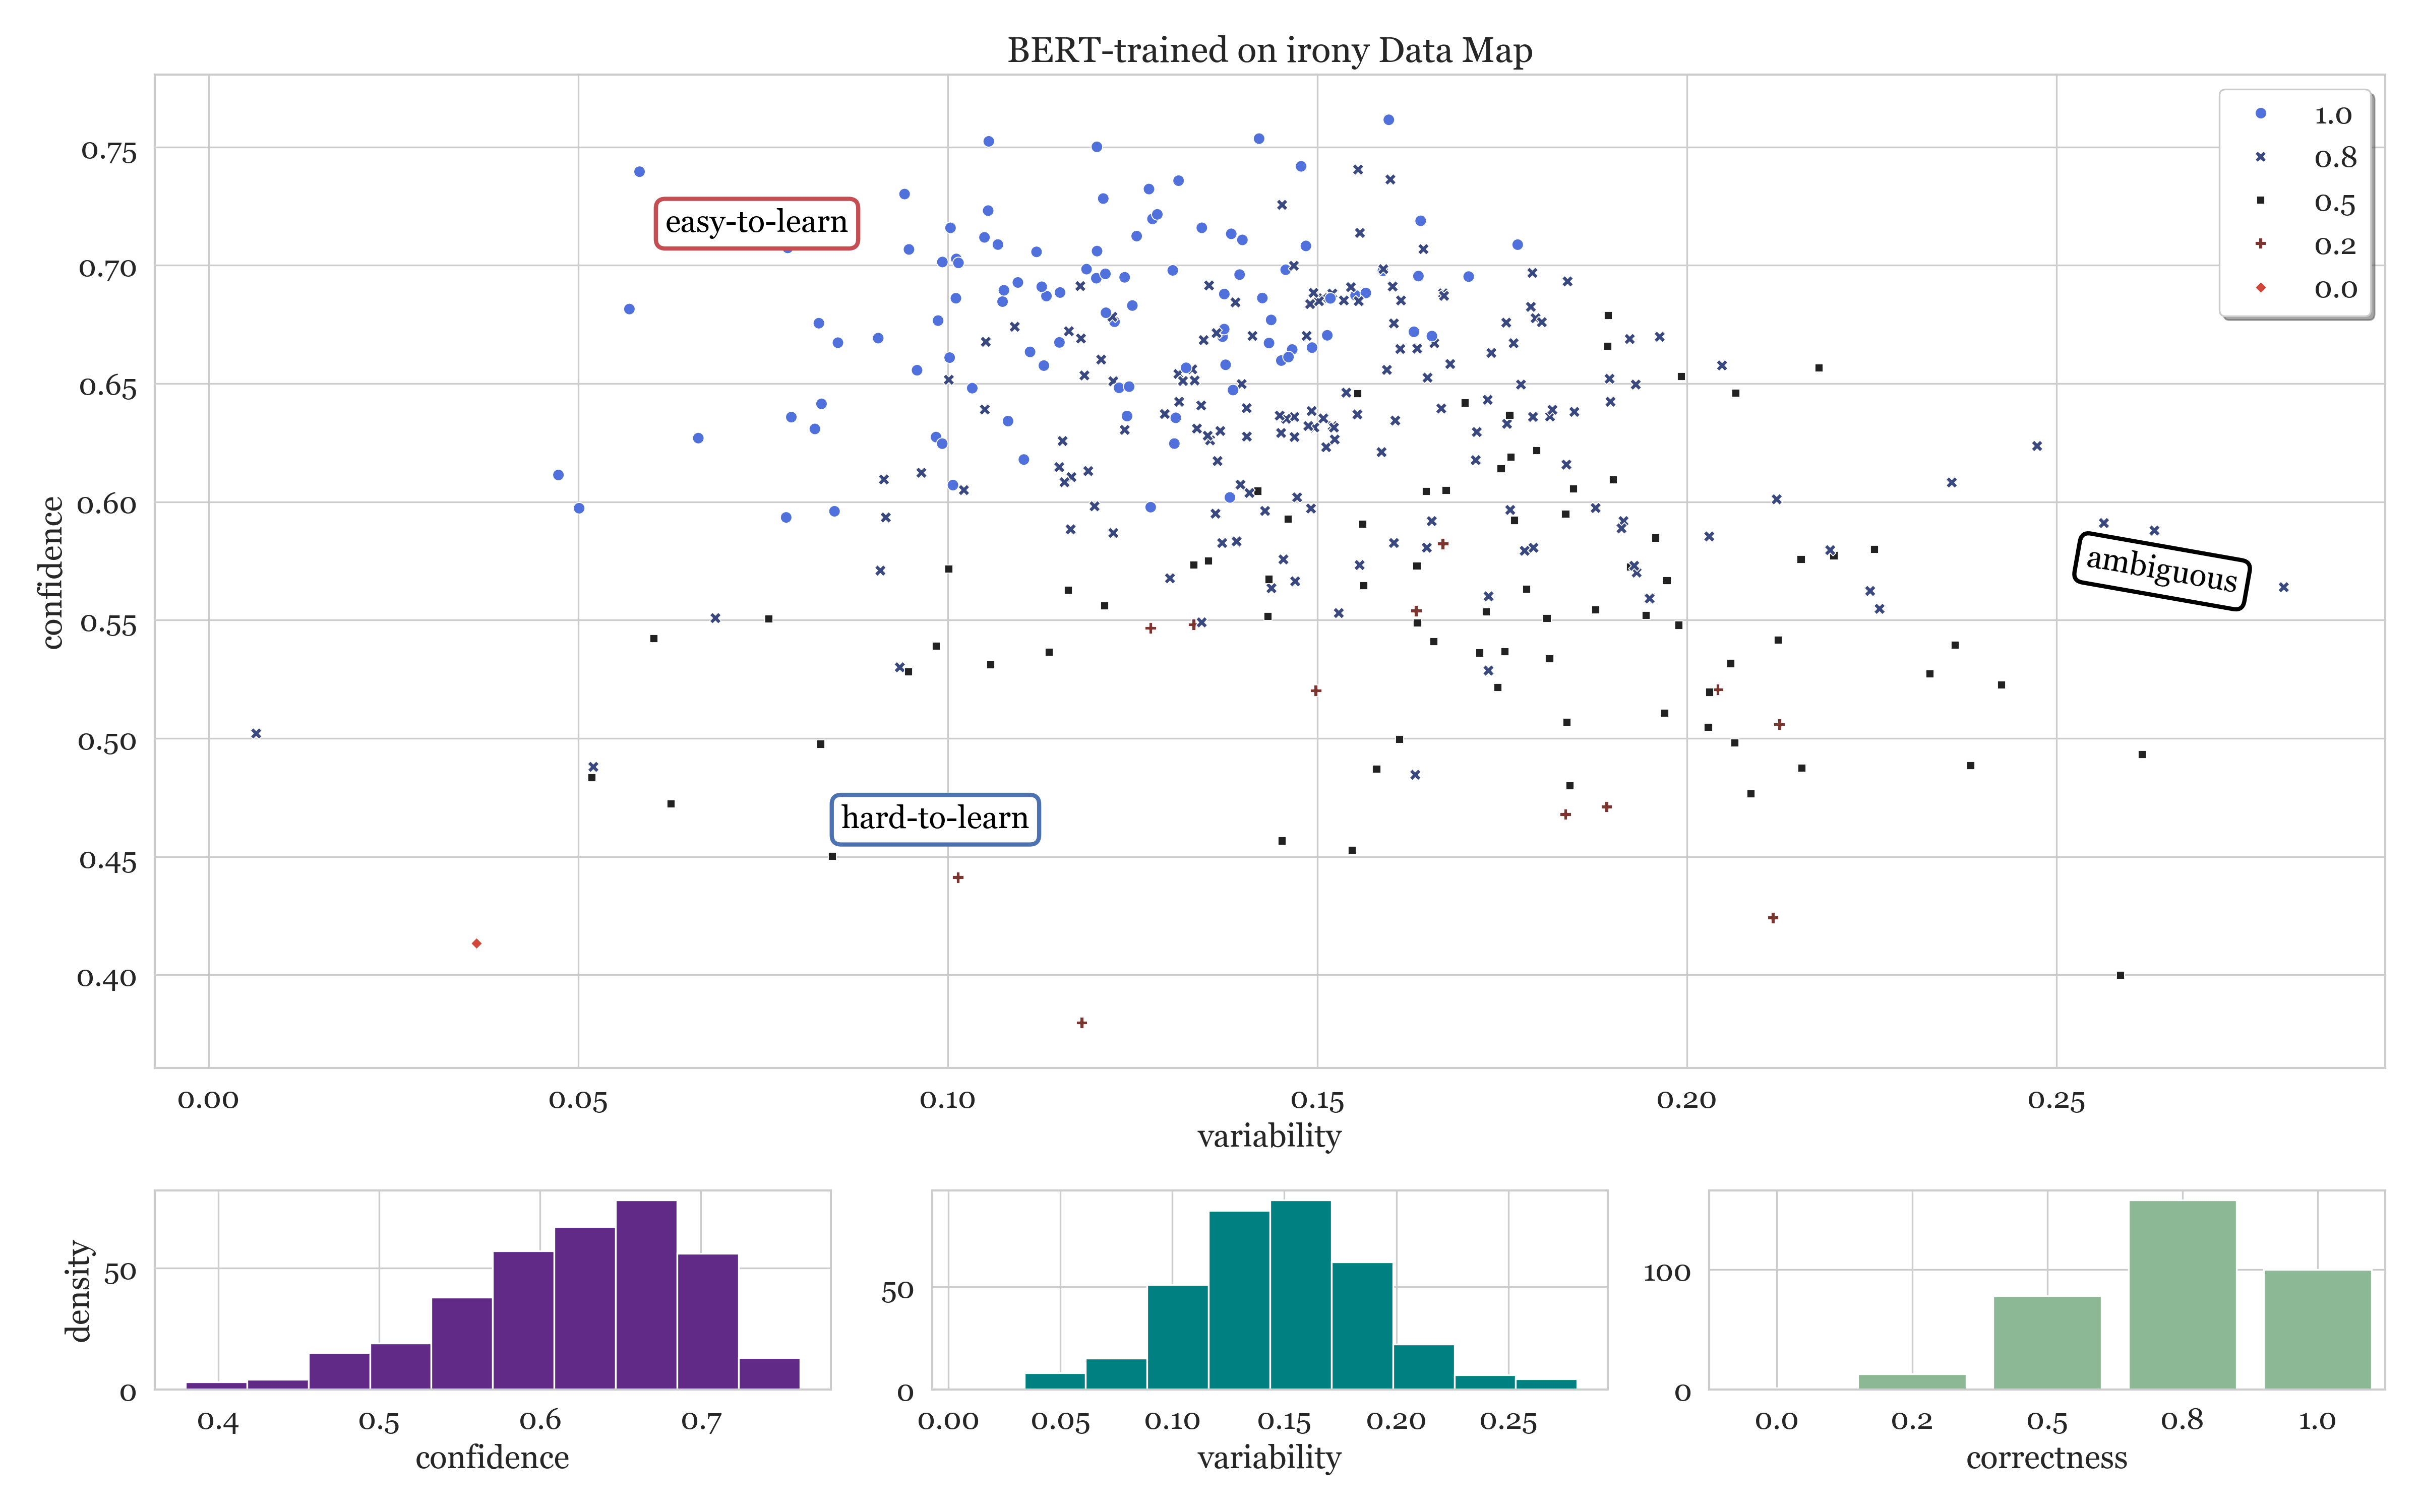 BERT-trained on irony Data Map
1.0
0.8
0.5
0.2
0.0
0.75
0.70
0.65
0.60
0.55
0.50
0.45
0.40
confidence
easy-to-learn
ambiguous
hard-to-learn
0.00 0.05 0.10 0.15 0.20 0.25
variability
density
50
0
0.4 0.5 0.6 0.7
confidence
50
0
0.00 0.05 0.10 0.15 0.20 0.25
variability
100
0
0.0 0.2 0.5 0.8 1.0
correctness